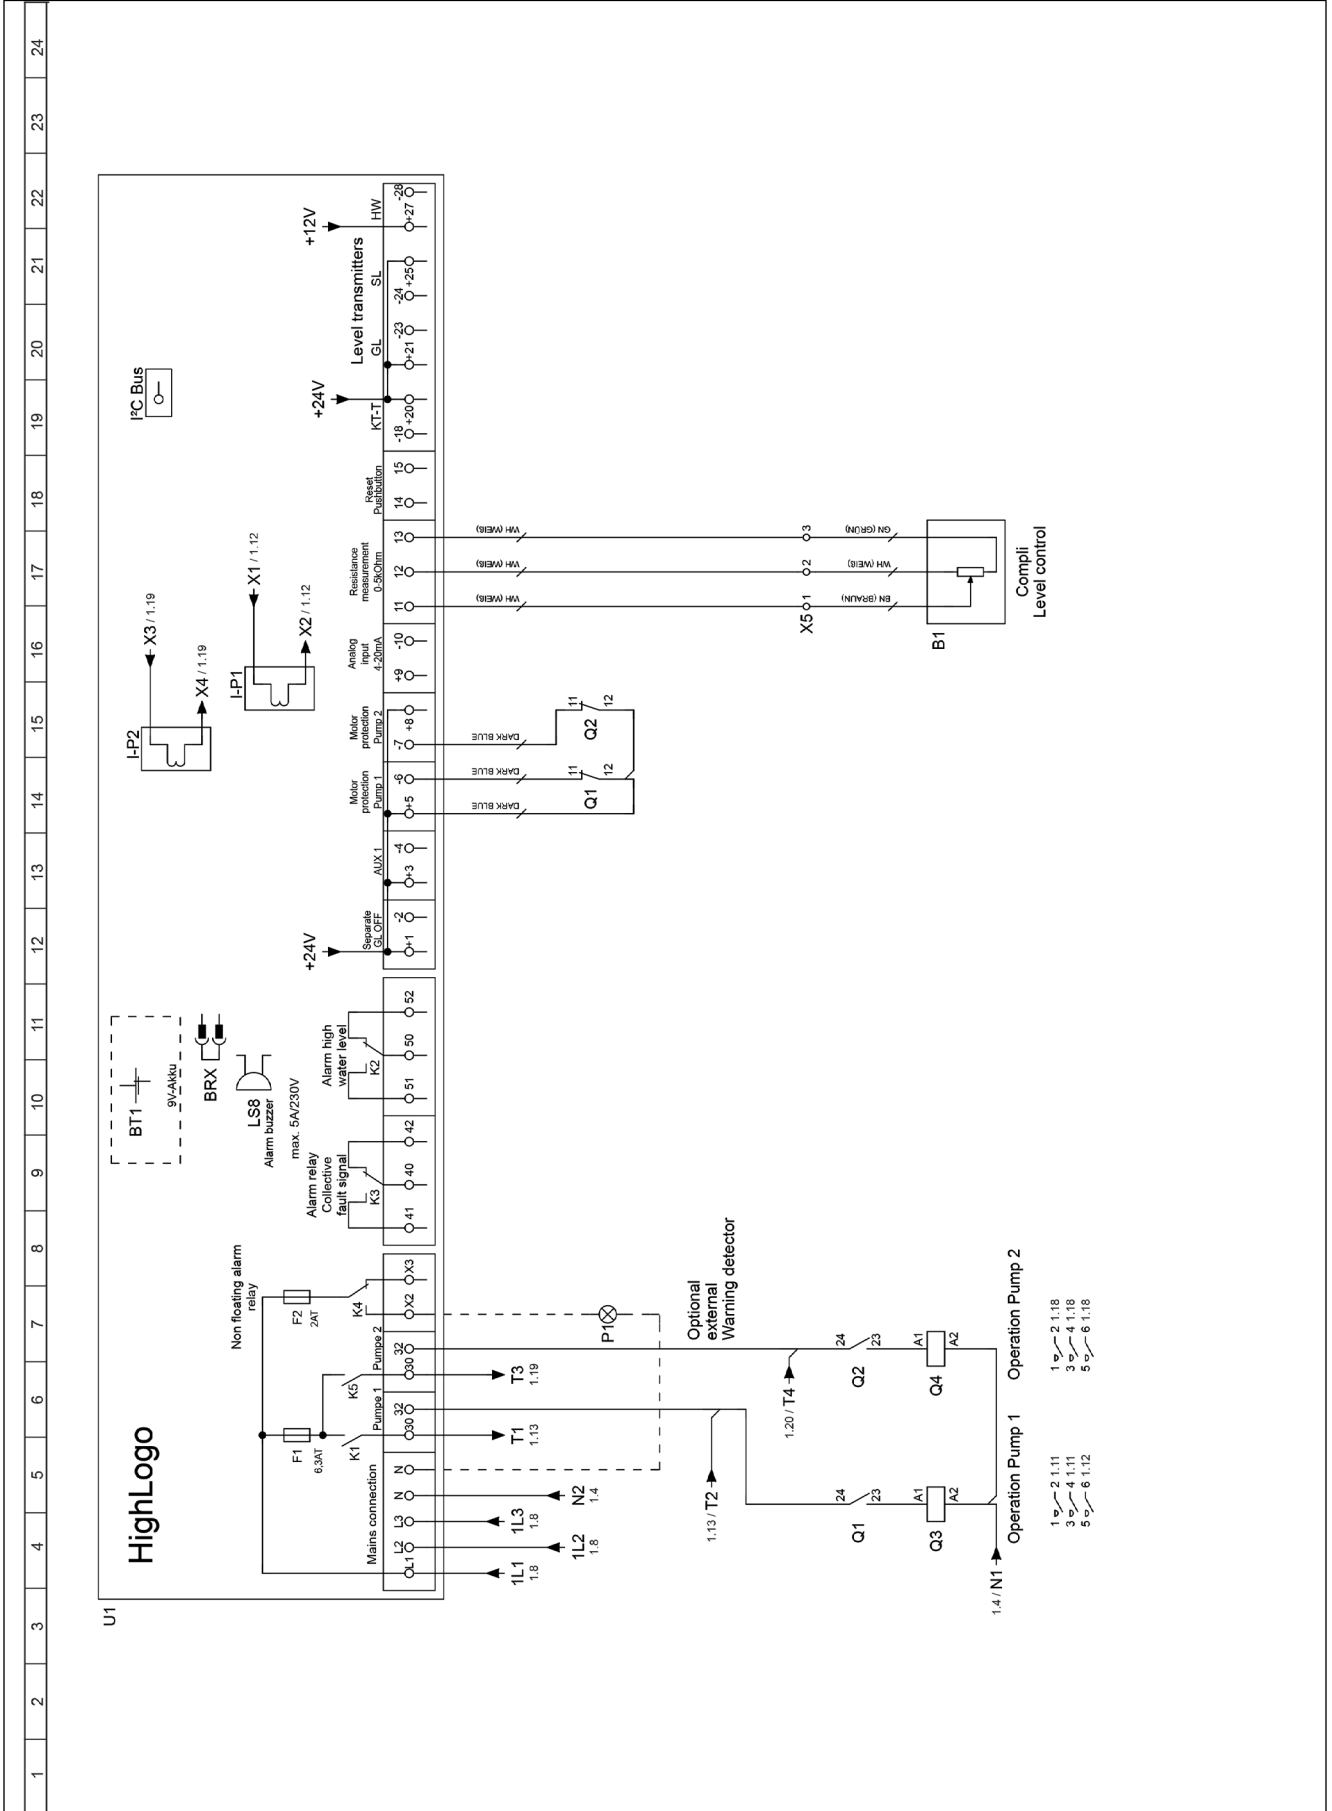 1
2
3
4
5
6
7
8
9
10
11
12
13
14
15
16
17
18
19
20
21
22
23
24
U1
HighLogo
BT1
9V-Akku
BRX
LS8
Alarm buzzer
max. 5A/230V
I-P2
X3 / 1.19
X4 / 1.19
I-P1
X1 / 1.12
X2 / 1.12
I²C Bus
Non floating alarm
relay
F1
6,3AT
F2
2AT
K1
K5
K4
Alarm relay
Collective
fault signal
K3
Alarm high
water level
K2
+24V
+24V
+12V
Mains connection
Pumpe 1
Pumpe 2
Separate
GL OFF
AUX 1
Motor
protection
Pump 1
Motor
protection
Pump 2
Analog
input
4-20mA
Resistance
measurement
0-5kOhm
Reset
Pushbutton
KT-T
Level transmitters
GL
SL
HW
L1
L2
L3
N
N
30
32
30
32
X2
X3
41
40
42
51
50
52
+1
-2
+3
-4
+5
-6
-7
+8
+9
-10
11
12
13
14
15
-18
+20
+21
-23
-24
+25
+27
-28
1L1
1.8
1L2
1.8
1L3
1.8
N2
1.4
T1
1.13
T3
1.19
P1
Optional
external
Warning detector
DARK BLUE
DARK BLUE
DARK BLUE
11
12
Q1
11
12
Q2
WH (WEIß)
WH (WEIß)
WH (WEIß)
X5
1
2
3
BN (BRAUN)
WH (WEIß)
GN (GRÜN)
B1
Compli
Level control
1.13 / T2
1.20 / T4
24
23
Q1
24
23
Q2
A1
A2
Q3
A1
A2
Q4
1.4 / N1
Operation Pump 1
1 2 1.11
3 4 1.11
5 6 1.12
Operation Pump 2
1 2 1.18
3 4 1.18
5 6 1.18